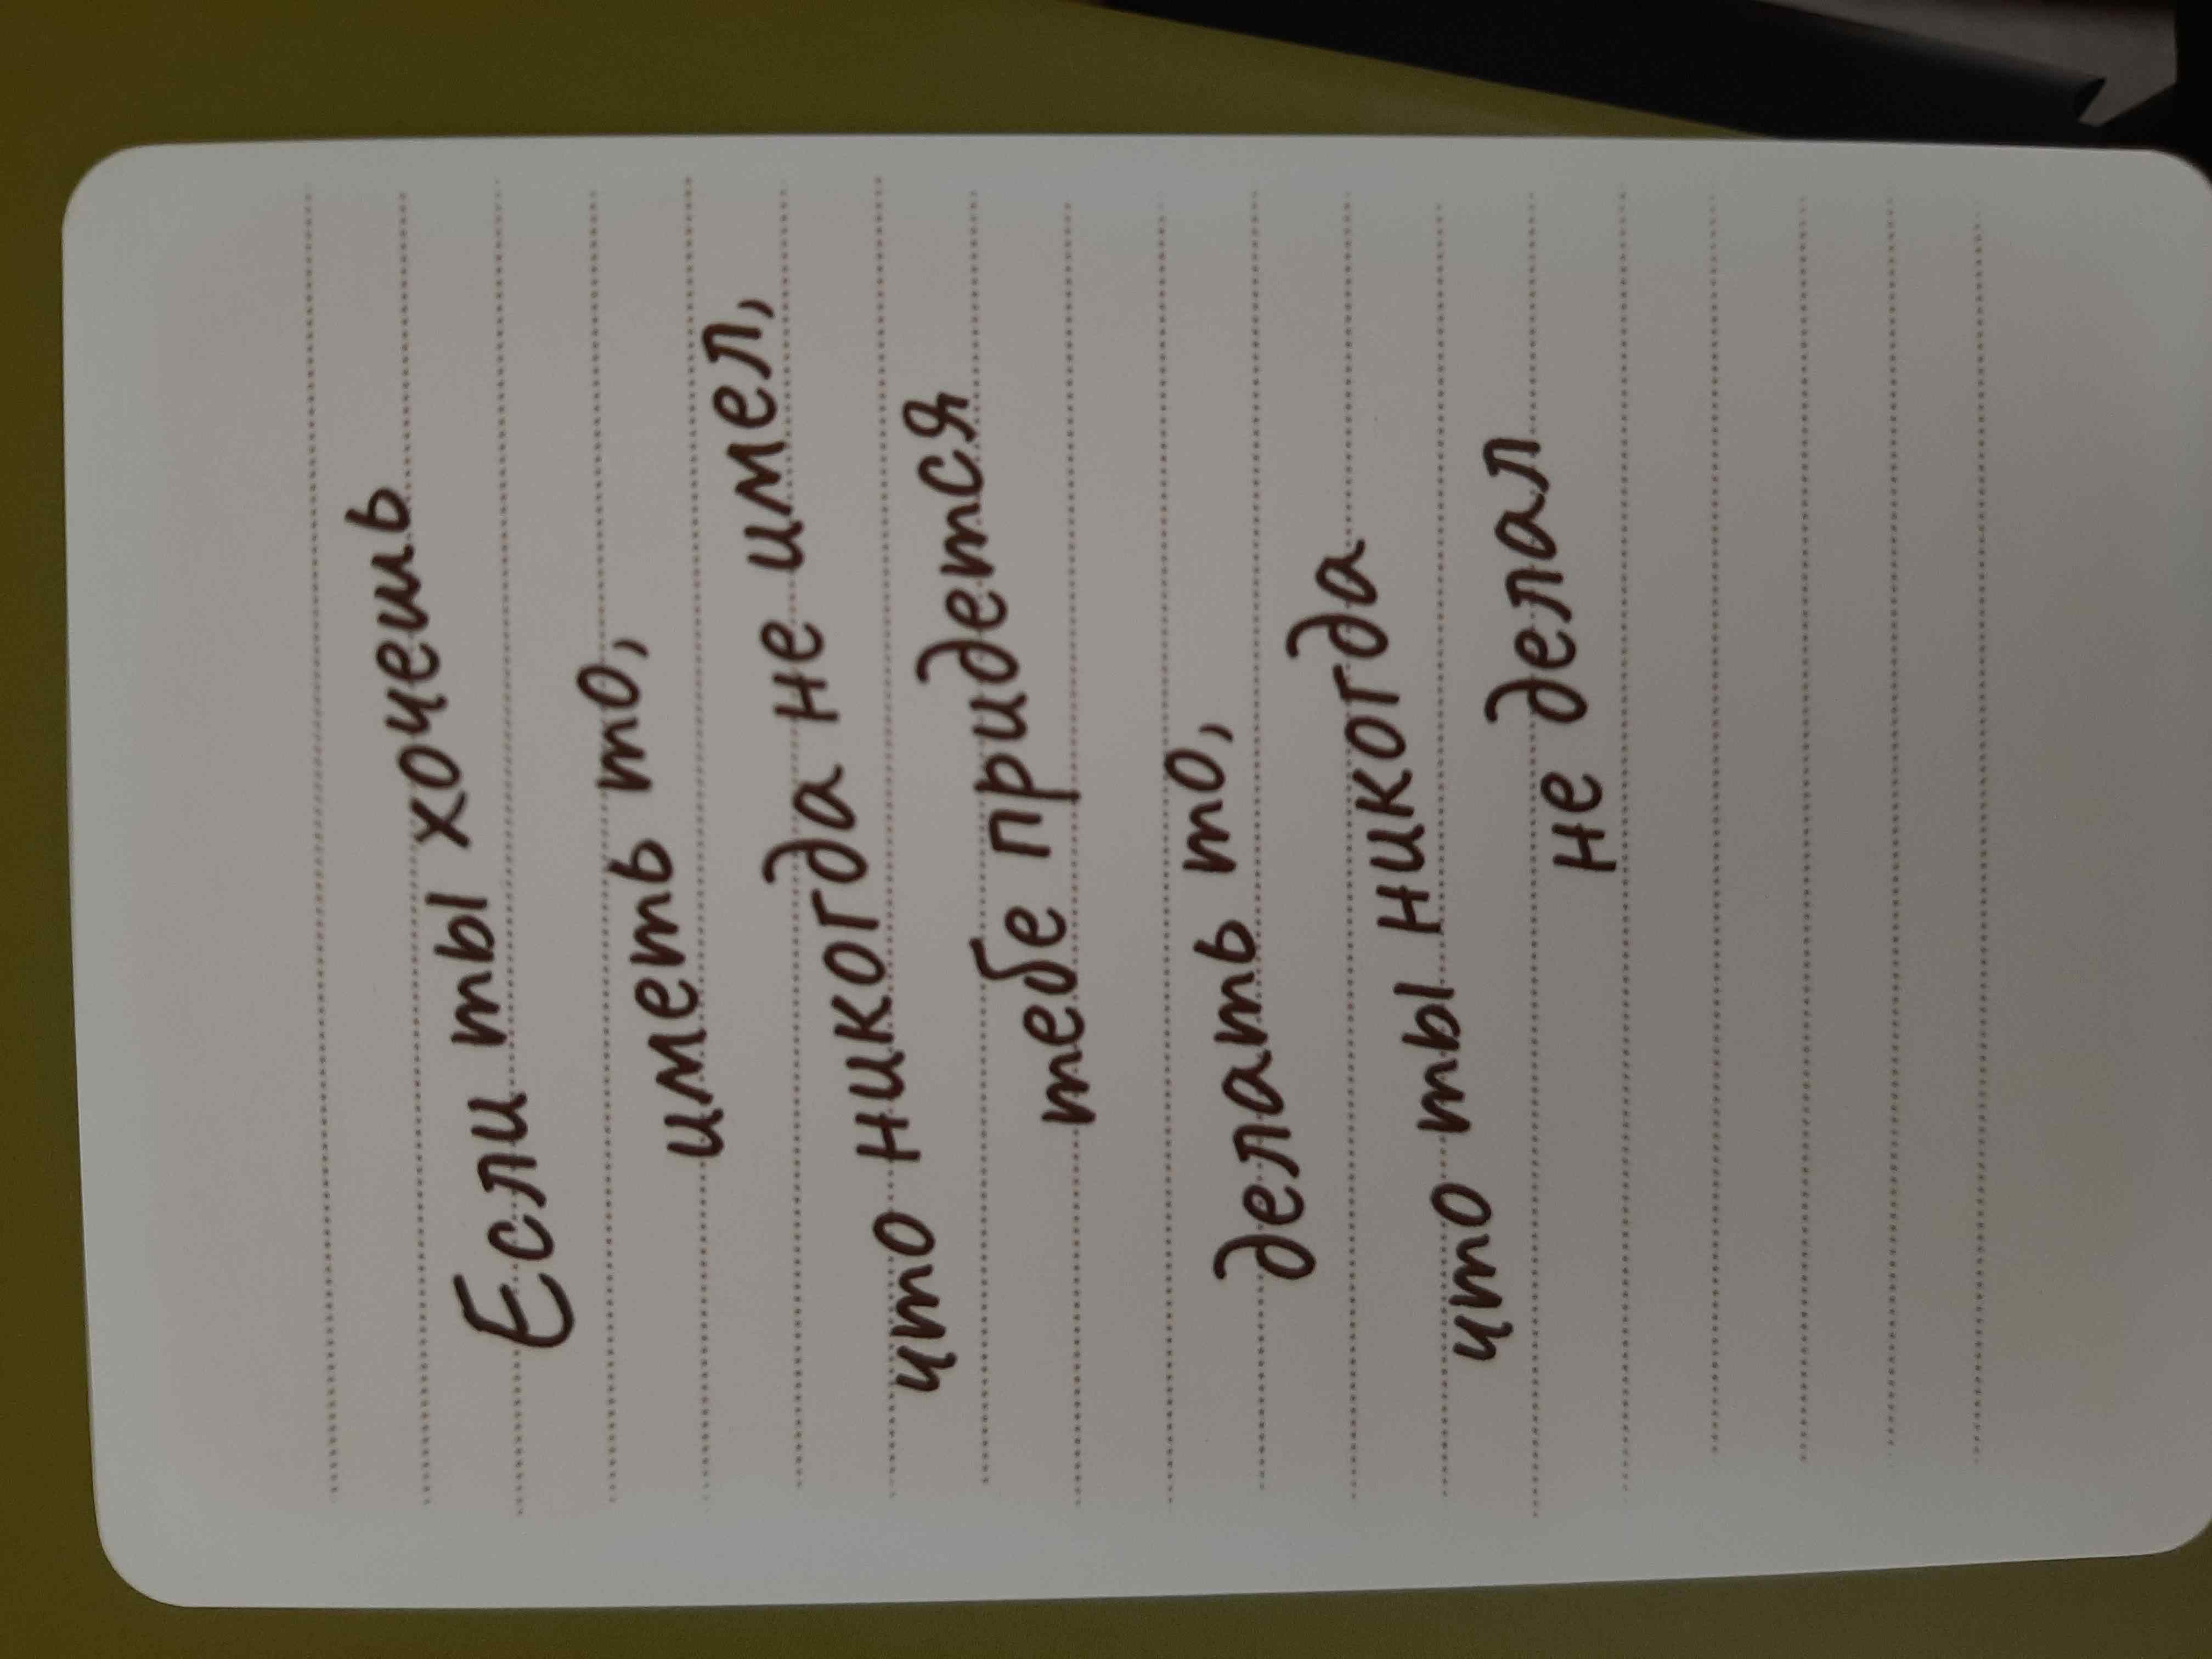 Если ты хочешь
иметь то,
что никогда не имел,
тебе придется
делать то,
что ты никогда
не делал